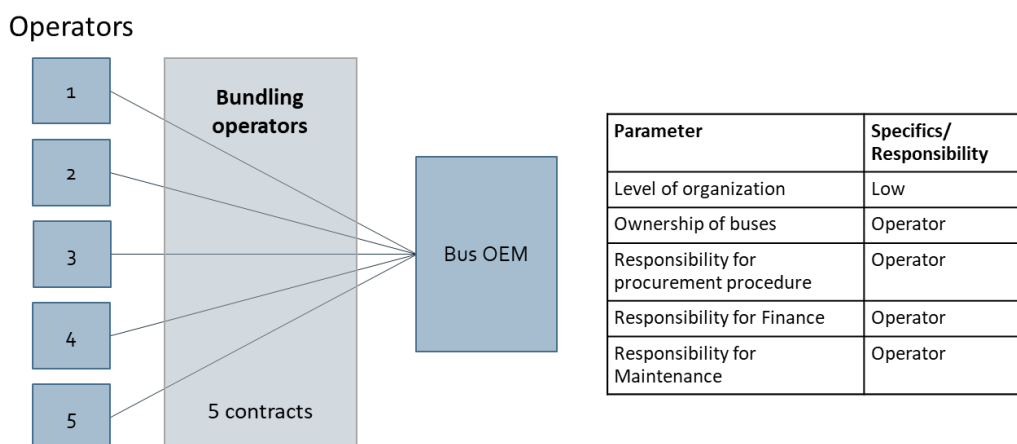 Operators
1
2
3
4
5
Bundling
operators
5 contracts
Bus OEM
Parameter
Specifics/
Responsibility
Level of organization
Low
Ownership of buses
Operator
Responsibility for
procurement procedure
Operator
Responsibility for Finance
Operator
Responsibility for
Maintenance
Operator